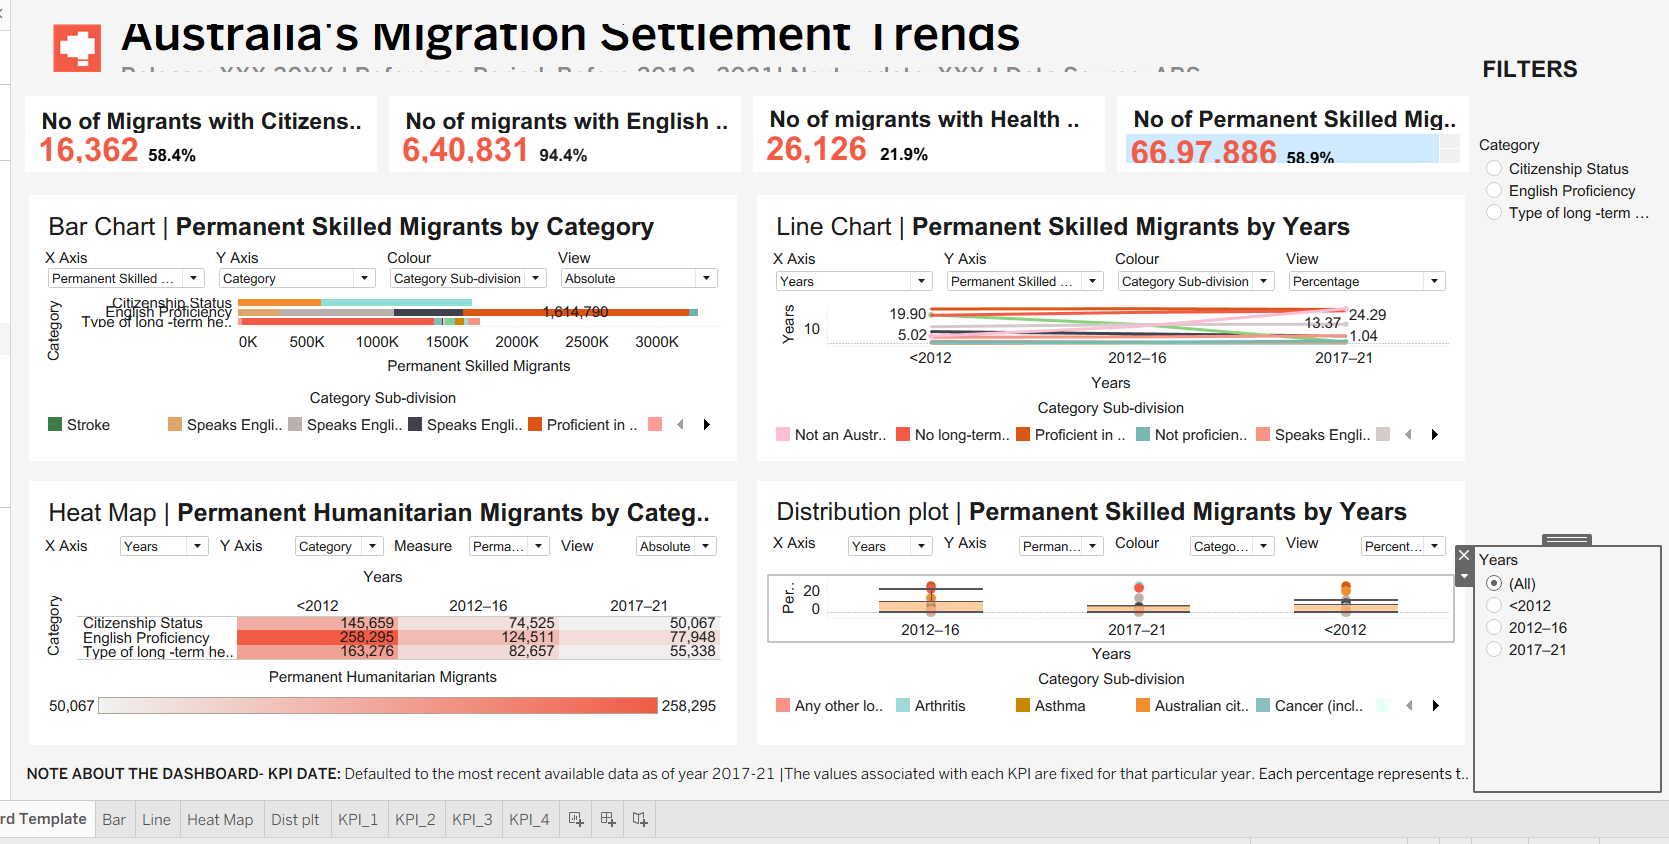 Australia's Migration Settlement Trends
FILTERS
No of Migrants with Citizens..
16,362 58.4%
No of migrants with English ..
6,40,831 94.4%
No of migrants with Health ..
26,126 21.9%
No of Permanent Skilled Mig..
66,97,886 58.9%
Category
Citizenship Status
English Proficiency
Type of long -term ...
Bar Chart | Permanent Skilled Migrants by Category
X Axis Y Axis Colour View
Permanent Skilled ... Category Category Sub-division Absolute
Category
Citizenship Status
English Proficiency
Type of long -term he..
1,614,790
0K 500K 1000K 1500K 2000K 2500K 3000K
Permanent Skilled Migrants
Category Sub-division
Stroke Speaks Engli.. Speaks Engli.. Speaks Engli.. Proficient in ..
Line Chart | Permanent Skilled Migrants by Years
X Axis Y Axis Colour View
Years Permanent Skilled ... Category Sub-division Percentage
Years
10
19.90
5.02
24.29
13.37
1.04
<2012 2012–16 2017–21
Years
Category Sub-division
Not an Austr.. No long-term.. Proficient in .. Not proficien.. Speaks Engli..
Heat Map | Permanent Humanitarian Migrants by Categ..
X Axis Years Y Axis Category Measure Perma... View Absolute
Years
Category
<2012 2012–16 2017–21
Citizenship Status 145,659 74,525 50,067
English Proficiency 258,295 124,511 77,948
Type of long -term he.. 163,276 82,657 55,338
Permanent Humanitarian Migrants
50,067 258,295
Distribution plot | Permanent Skilled Migrants by Years
X Axis Years Y Axis Perman... Colour Catego... View Percent...
Per..
20
0
2012–16 2017–21 <2012
Years
Category Sub-division
Any other lo.. Arthritis Asthma Australian cit.. Cancer (incl..
Years
(All)
<2012
2012–16
2017–21
NOTE ABOUT THE DASHBOARD- KPI DATE: Defaulted to the most recent available data as of year 2017-21 |The values associated with each KPI are fixed for that particular year. Each percentage represents t..
rd Template Bar Line Heat Map Dist plt KPI_1 KPI_2 KPI_3 KPI_4